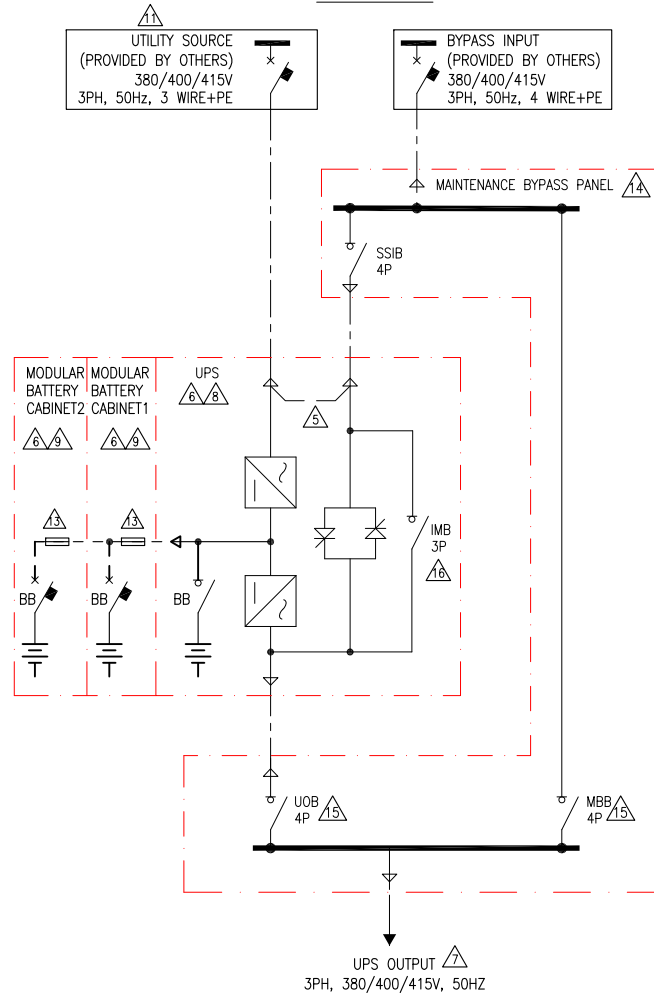 11
UTILITY SOURCE
(PROVIDED BY OTHERS)
380/400/415V
3PH, 50Hz, 3 WIRE+PE
BYPASS INPUT
(PROVIDED BY OTHERS)
380/400/415V
3PH, 50Hz, 4 WIRE+PE
MAINTENANCE BYPASS PANEL 14
SSIB
4P
MODULAR
BATTERY
CABINET2
6 9
MODULAR
BATTERY
CABINET1
6 9
UPS
6 8
5
13
13
IMB
3P
16
BB
BB
BB
UOB
4P
15
MBB
4P
15
UPS OUTPUT 7
3PH, 380/400/415V, 50HZ